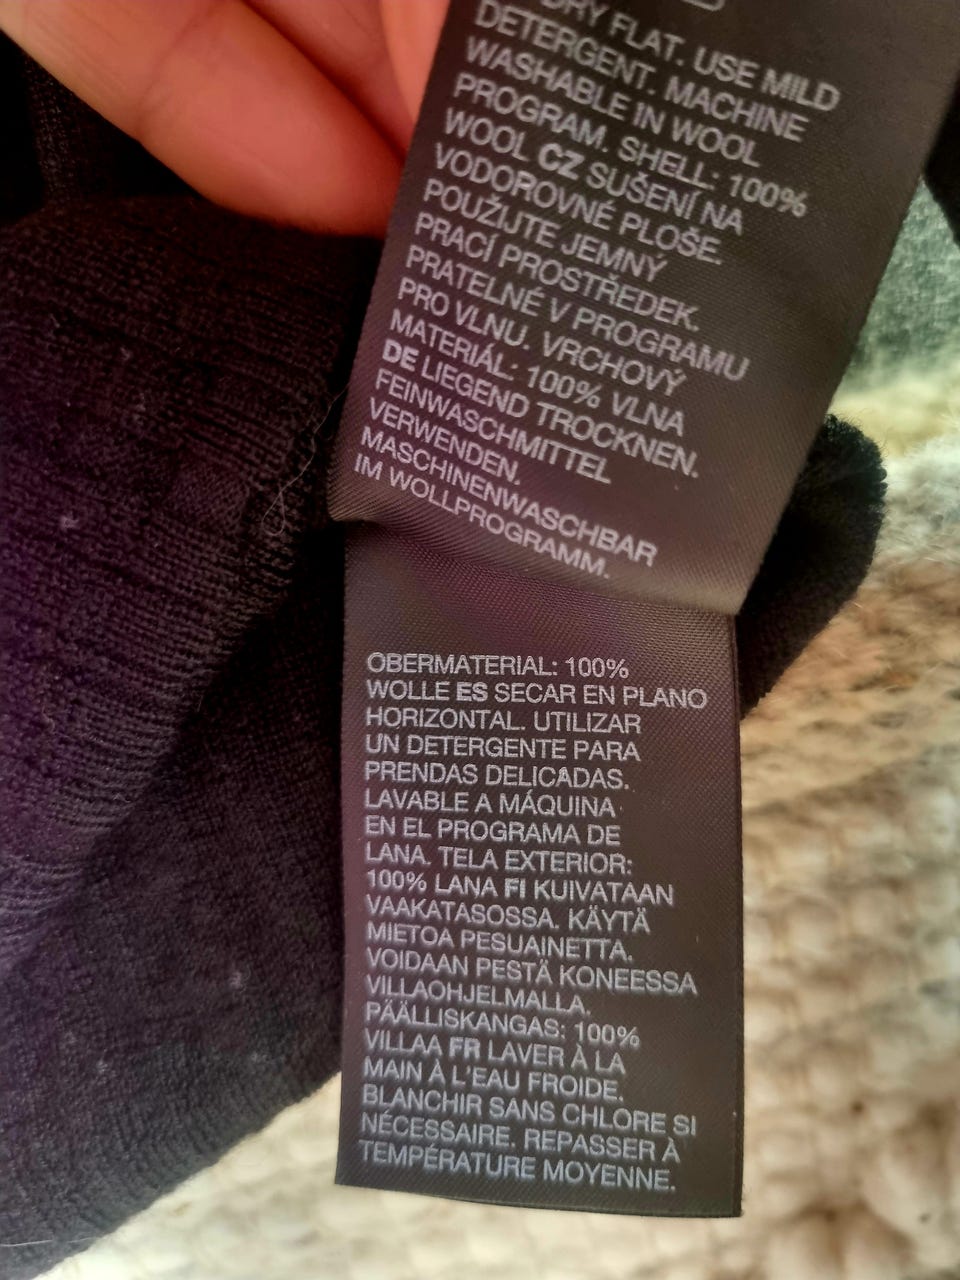 DRY FLAT. USE MILD
DETERGENT. MACHINE
WASHABLE IN WOOL
PROGRAM. SHELL: 100%
WOOL CZ SUŠENÍ NA
VODOROVNÉ PLOŠE.
POUŽIJTE JEMNÝ
PRACÍ PROSTŘEDEK.
PRATELNÉ V PROGRAMU
PRO VLNU. VRCHOVÝ
MATERIÁL: 100% VLNA
DE LIEGEND TROCKNEN.
FEINWASCHMITTEL
VERWENDEN.
MASCHINENWASCHBAR
IM WOLLPROGRAMM.
OBERMATERIAL: 100%
WOLLE ES SECAR EN PLANO
HORIZONTAL. UTILIZAR
UN DETERGENTE PARA
PRENDAS DELICADAS.
LAVABLE A MÁQUINA
EN EL PROGRAMA DE
LANA. TELA EXTERIOR:
100% LANA FI KUIVATAAN
VAAKATASOSSA. KÄYTÄ
MIETOA PESUAINETTA.
VOIDAAN PESTÄ KONEESSA
VILLAOHJELMALLA.
PÄÄLLISKANGAS: 100%
VILLAA FR LAVER À LA
MAIN À L'EAU FROIDE.
BLANCHIR SANS CHLORE SI
NÉCESSAIRE. REPASSER À
TEMPÉRATURE MOYENNE.